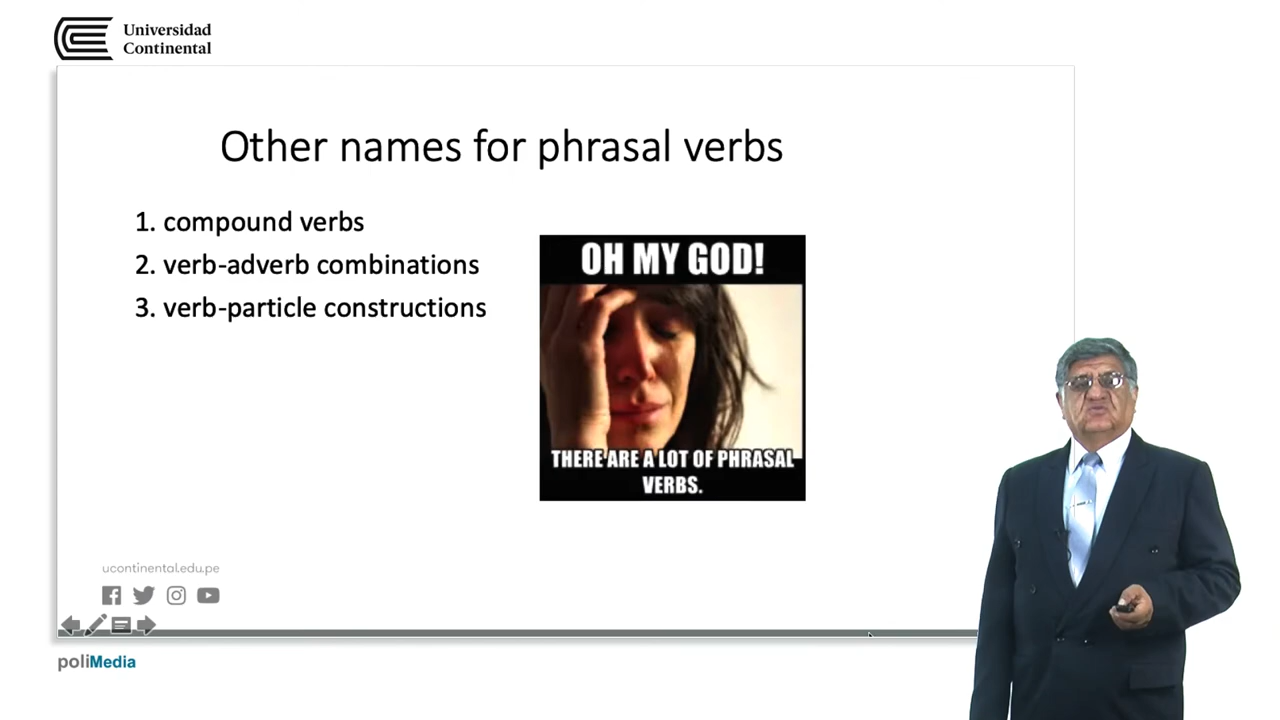 Universidad
Continental
Other names for phrasal verbs
1. compound verbs
2. verb-adverb combinations
3. verb-particle constructions
OH MY GOD!
THERE ARE A LOT OF PHRASAL
VERBS.
ucontinental.edu.pe
poliMedia